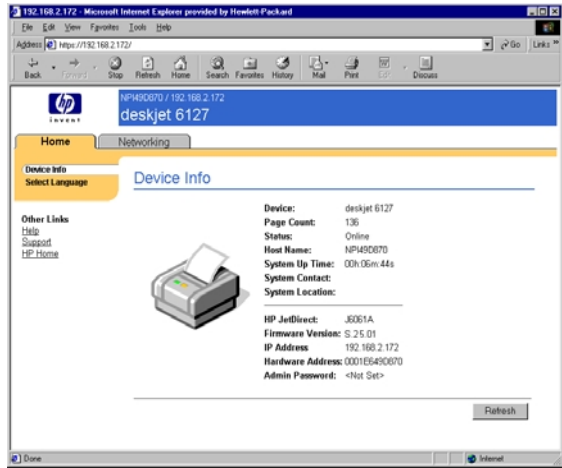 192.168.2.172 - Microsoft Internet Explorer provided by Hewlett-Packard
File Edit View Favorites Tools Help
Address https://192.168.2.172/ Go Links »
Back Forward Stop Refresh Home Search Favorites History Mail Print Edit Discuss
hp
invent
NPI49D870 / 192.168.2.172
deskjet 6127
Home Networking
Device Info
Select Language
Other Links
Help
Support
HP Home
Device Info
Device: deskjet 6127
Page Count: 136
Status: Online
Host Name: NPI49D870
System Up Time: 00h:06m:44s
System Contact:
System Location:
HP JetDirect: J6061A
Firmware Version: S.25.01
IP Address 192.168.2.172
Hardware Address: 0001E649D870
Admin Password: <Not Set>
Refresh
Done Internet